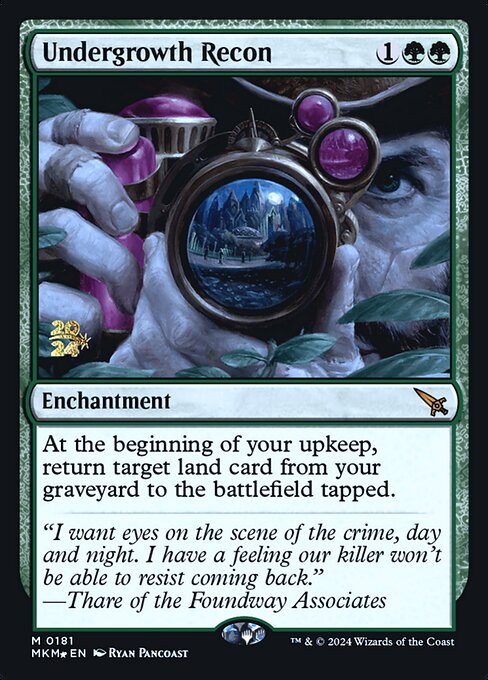 Undergrowth Recon 1
2024
Enchantment
At the beginning of your upkeep,
return target land card from your
graveyard to the battlefield tapped.
“I want eyes on the scene of the crime, day
and night. I have a feeling our killer won’t
be able to resist coming back.”
—Thare of the Foundway Associates
M 0181
MKM★EN RYAN PANCOAST
™ & © 2024 Wizards of the Coast